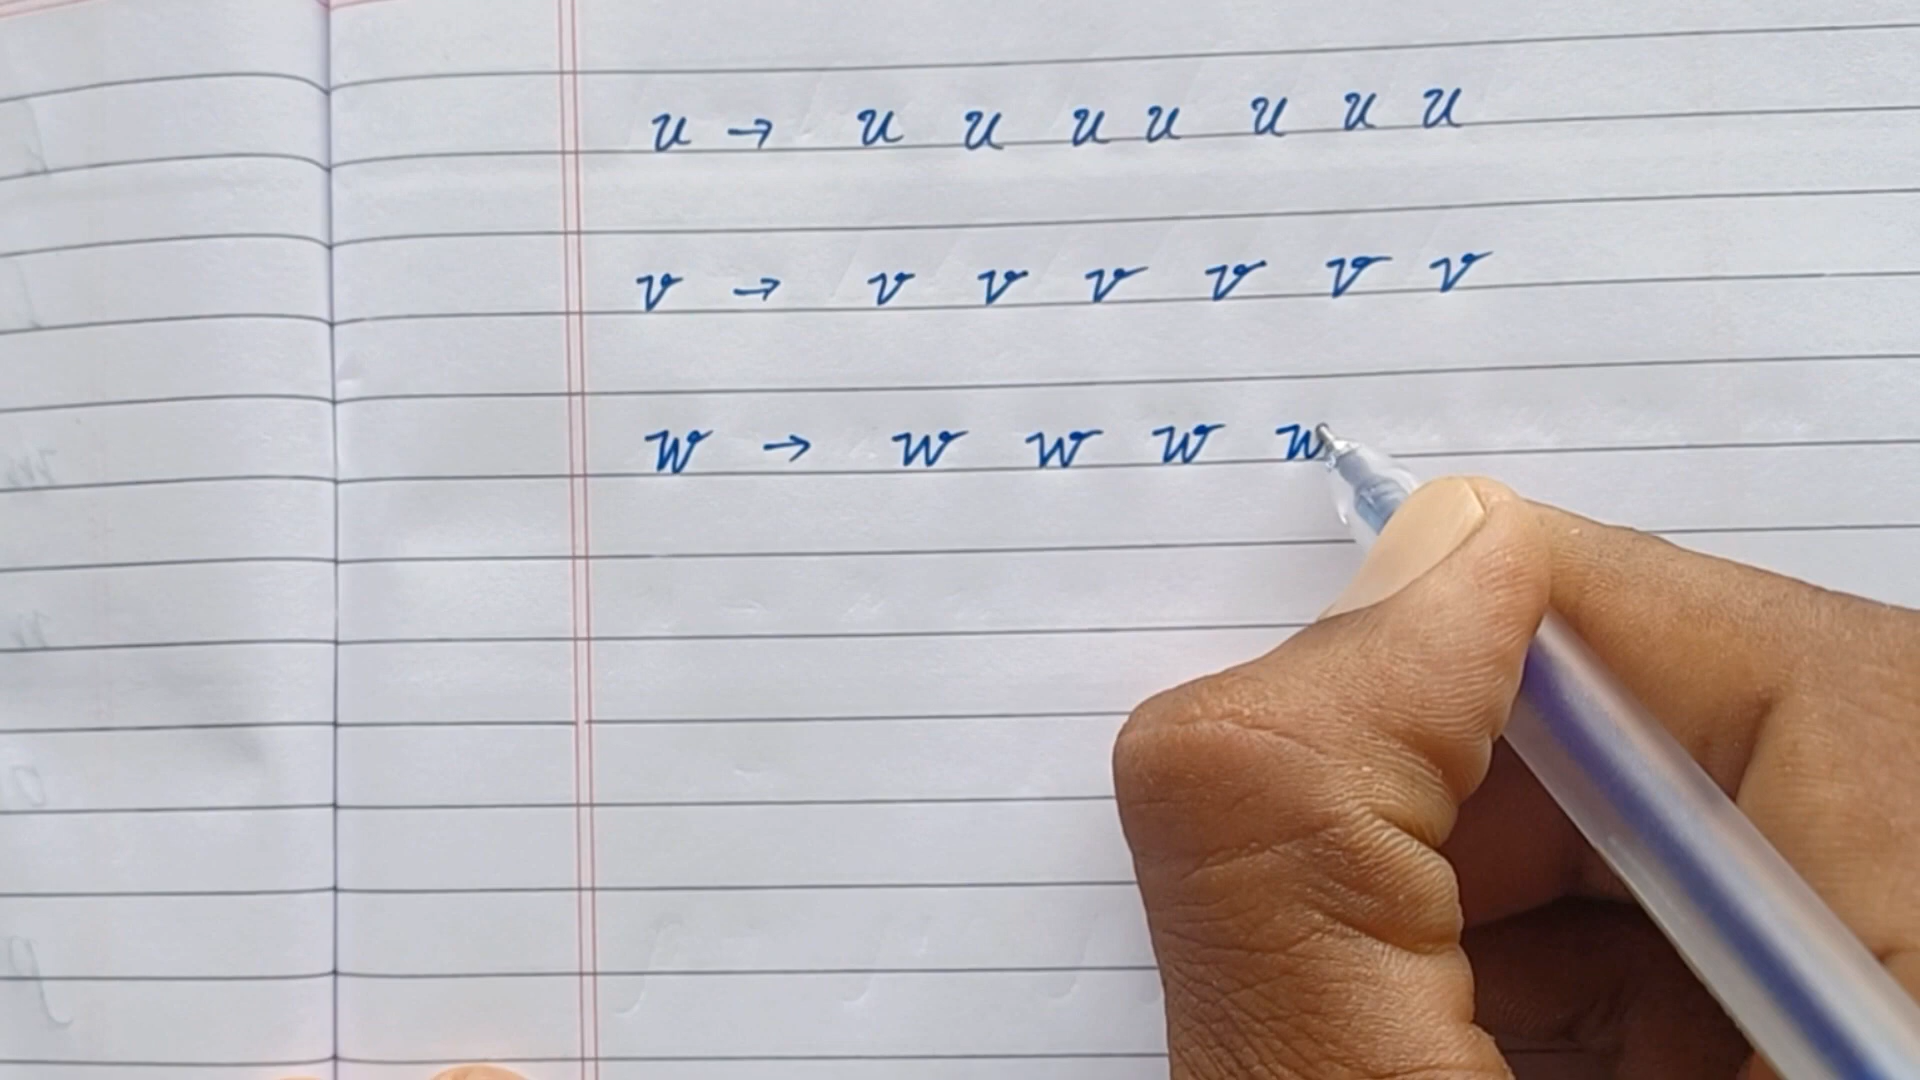 u → u u u u u u u
v → v v v v v v
w → w w w w